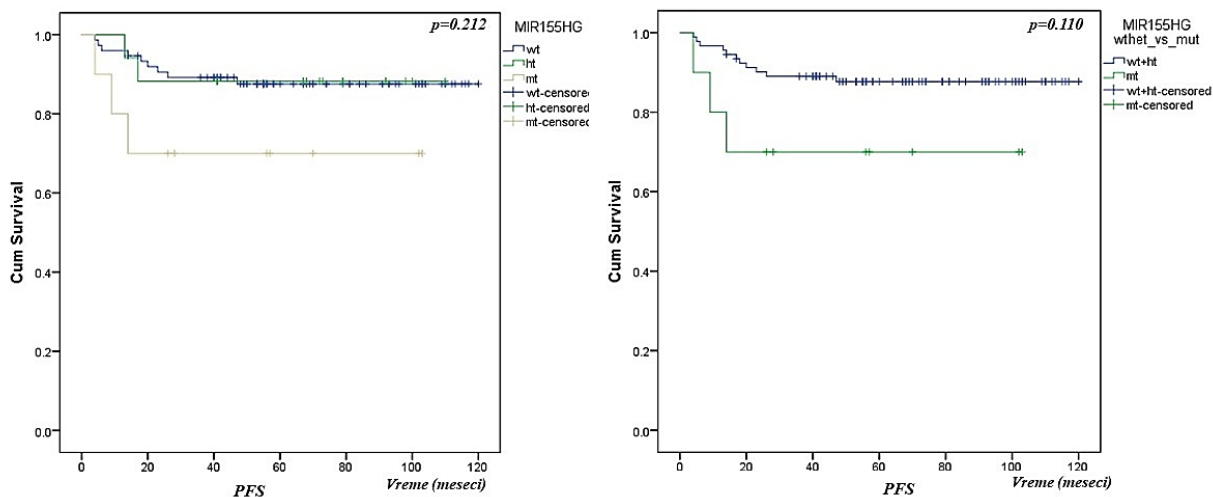 p=0.212
MIR155HG
wt
ht
mt
wt-censored
ht-censored
mt-censored
1.0
0.8
0.6
0.4
0.2
0.0
Cum Survival
0 20 40 60 80 100 120
PFS
Vreme (meseci)
p=0.110
MIR155HG
wthet_vs_mut
wt+ht
mt
wt+ht-censored
mt-censored
1.0
0.8
0.6
0.4
0.2
0.0
Cum Survival
0 20 40 60 80 100 120
PFS
Vreme (meseci)